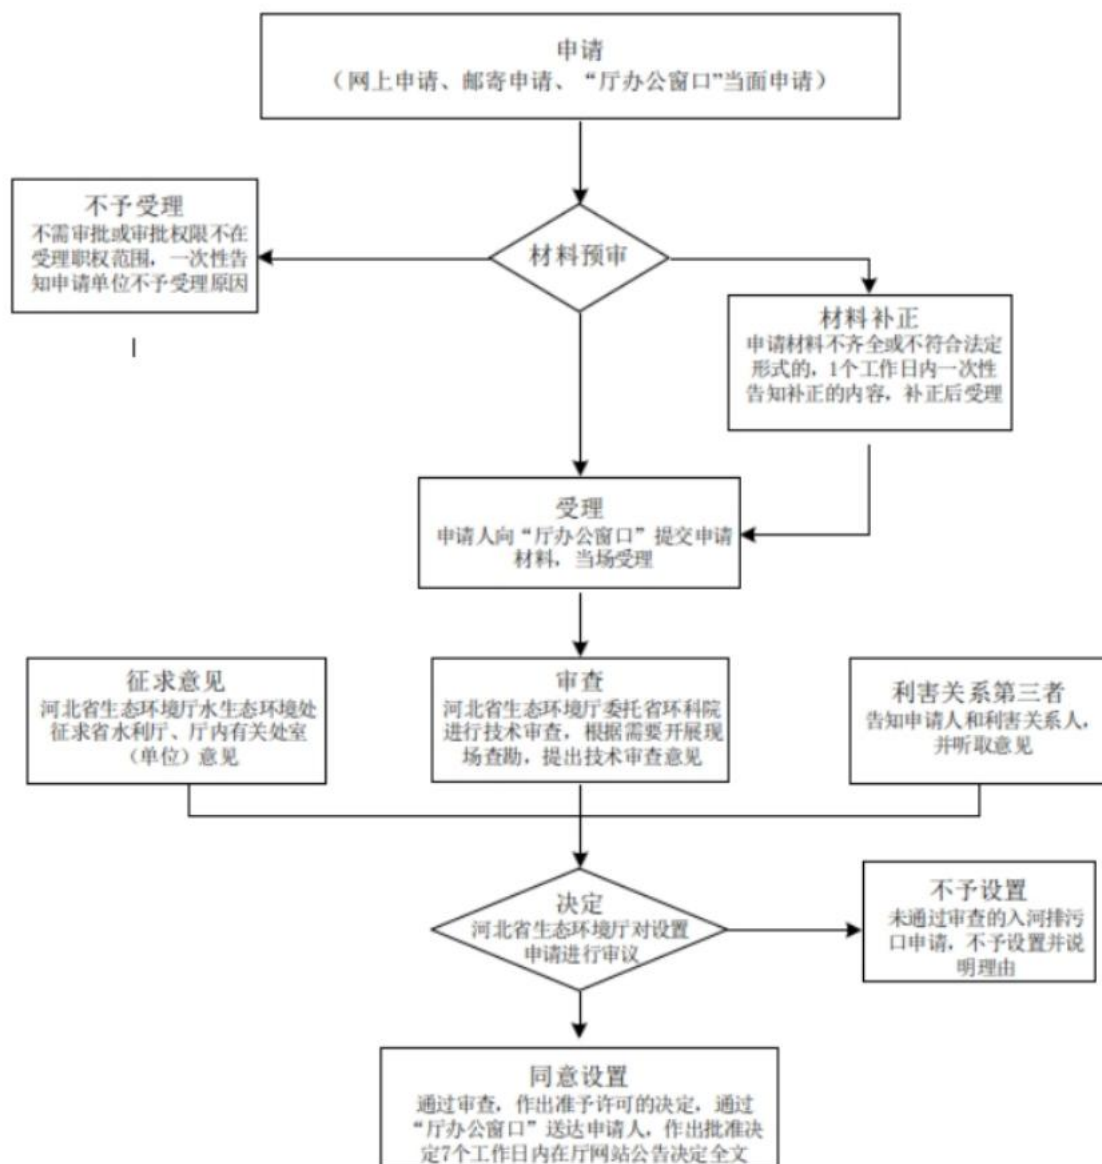 申请
（网上申请、邮寄申请、“厅办公窗口”当面申请）
不予受理
不需审批或审批权限不在
受理职权范围，一次性告
知申请单位不予受理原因
材料预审
材料补正
申请材料不齐全或不符合法定
形式的，1个工作日内一次性
告知补正的内容，补正后受理
受理
申请人向“厅办公窗口”提交申请
材料，当场受理
征求意见
河北省生态环境厅水生态环境处
征求省水利厅、厅内有关处室
（单位）意见
审查
河北省生态环境厅委托省环科院
进行技术审查，根据需要开展现
场查勘，提出技术审查意见
利害关系第三者
告知申请人和利害关系人，
并听取意见
决定
河北省生态环境厅对设置
申请进行审议
不予设置
未通过审查的入河排污
口申请，不予设置并说
明理由
同意设置
通过审查，作出准予许可的决定，通过
“厅办公窗口”送达申请人，作出批准决
定7个工作日内在厅网站公告决定全文